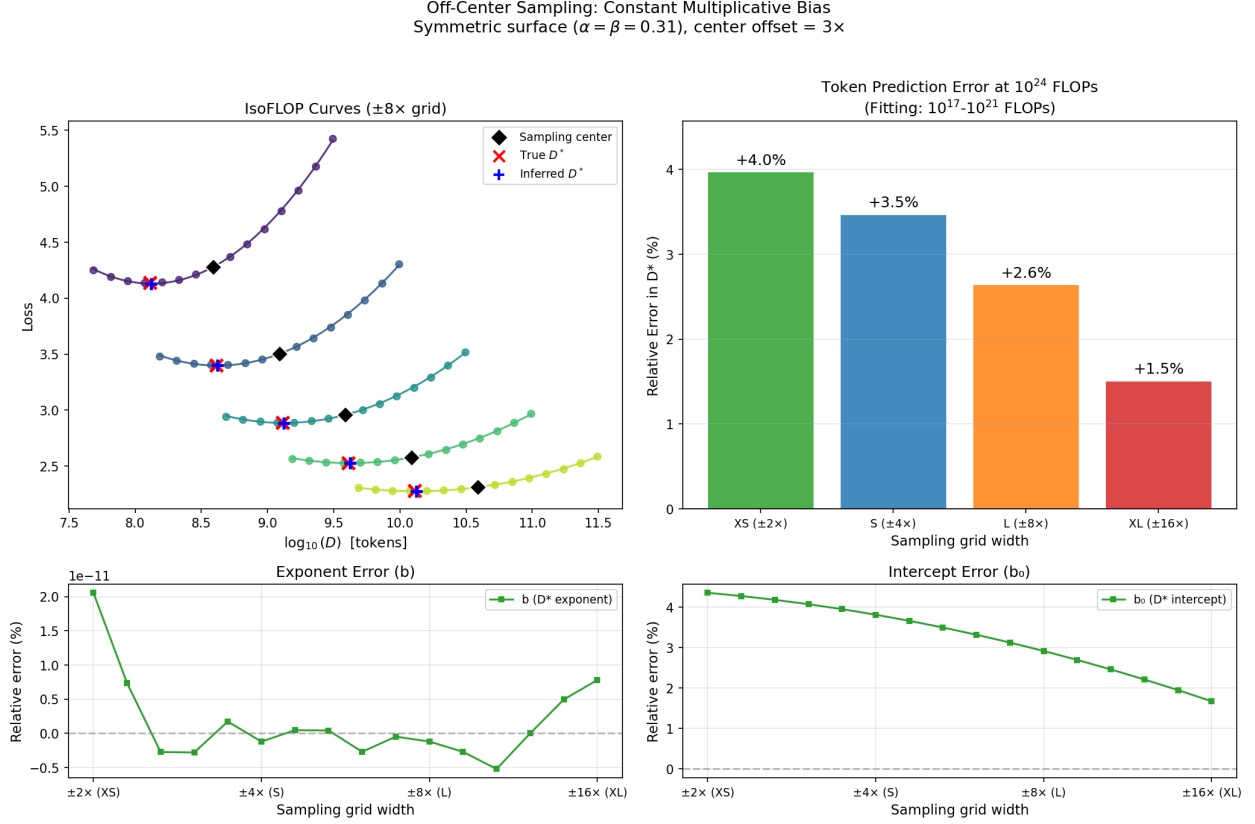 Off-Center Sampling: Constant Multiplicative Bias
Symmetric surface (α = β = 0.31), center offset = 3×
IsoFLOP Curves (±8× grid)
Loss
5.5
5.0
4.5
4.0
3.5
3.0
2.5
Sampling center
True D*
Inferred D*
7.5 8.0 8.5 9.0 9.5 10.0 10.5 11.0 11.5
log₁₀(D) [tokens]
Token Prediction Error at 10²⁴ FLOPs
(Fitting: 10¹⁷-10²¹ FLOPs)
Relative Error in D* (%)
4
3
2
1
0
+4.0%
+3.5%
+2.6%
+1.5%
XS (±2×) S (±4×) L (±8×) XL (±16×)
Sampling grid width
Exponent Error (b)
1e−11
Relative error (%)
2.0
1.5
1.0
0.5
0.0
−0.5
b (D* exponent)
±2× (XS) ±4× (S) ±8× (L) ±16× (XL)
Sampling grid width
Intercept Error (b₀)
Relative error (%)
4
3
2
1
0
b₀ (D* intercept)
±2× (XS) ±4× (S) ±8× (L) ±16× (XL)
Sampling grid width